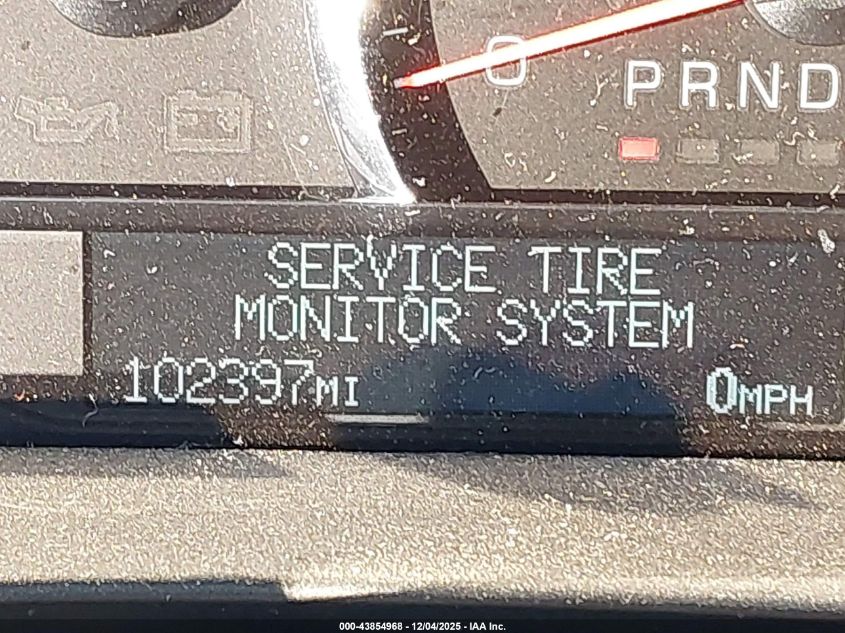 0
PRND
SERVICE TIRE
MONITOR SYSTEM
102397MI 0MPH
000-43854968 - 12/04/2025 - IAA Inc.